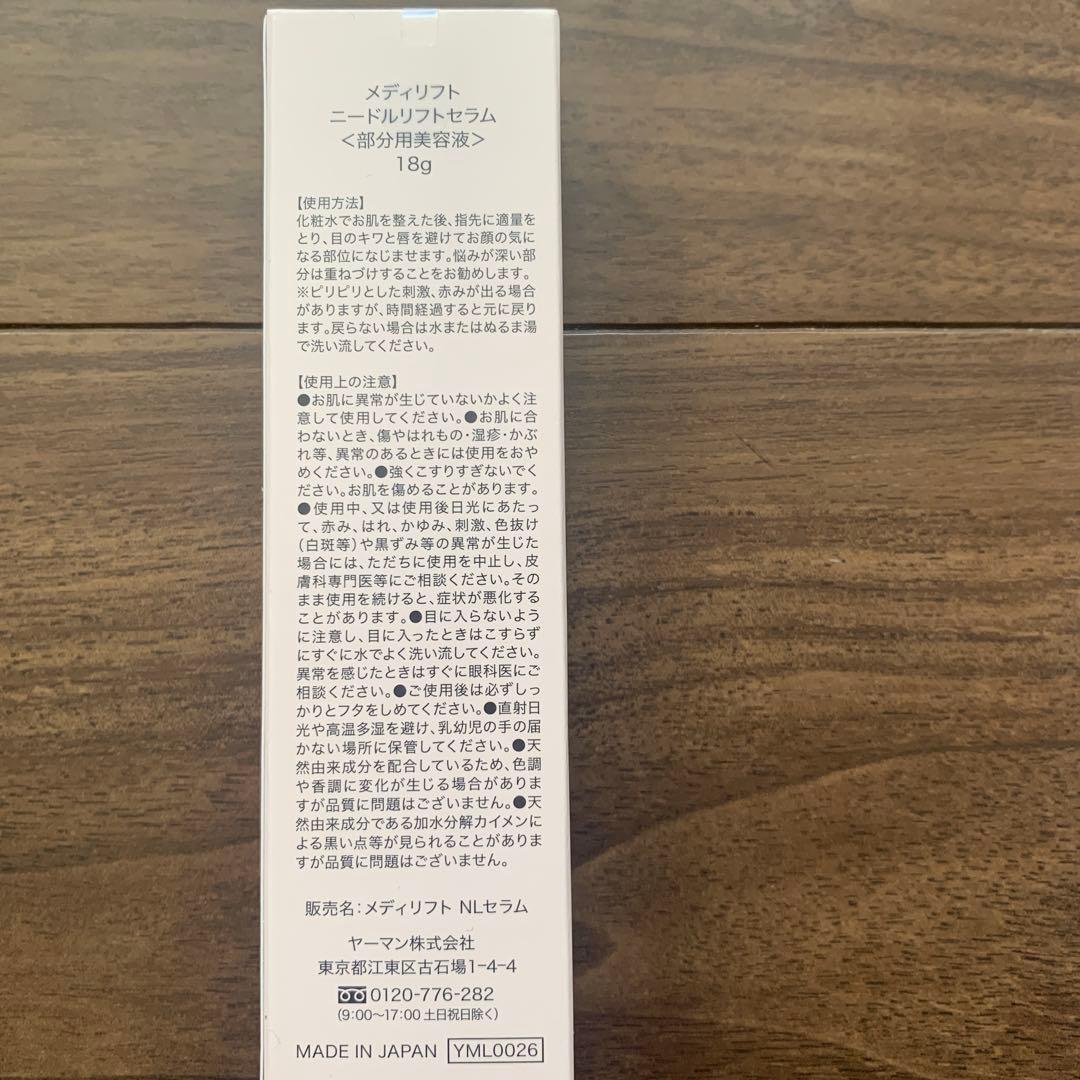 メディリフト
ニードルリフトセラム
＜部分用美容液＞
18g
【使用方法】
化粧水でお肌を整えた後、指先に適量を
とり、目のキワと唇を避けてお顔の気に
なる部位になじませます。悩みが深い部
分は重ねづけすることをお勧めします。
※ピリピリとした刺激、赤みが出る場合
がありますが、時間経過すると元に戻り
ます。戻らない場合は水またはぬるま湯
で洗い流してください。
【使用上の注意】
●お肌に異常が生じていないかよく注
意して使用してください。●お肌に合
わないとき、傷やはれもの・湿疹・かぶ
れ等、異常のあるときには使用をおや
めください。●強くこすりすぎないでく
ださい。お肌を傷めることがあります。
●使用中、又は使用後日光にあたっ
て、赤み、はれ、かゆみ、刺激、色抜け
（白斑等）や黒ずみ等の異常が生じた
場合には、ただちに使用を中止し、皮
膚科専門医等にご相談ください。その
まま使用を続けると、症状が悪化する
ことがあります。●目に入らないよう
に注意し、目に入ったときはこすらず
にすぐに水でよく洗い流してください。
異常を感じたときはすぐに眼科医にご
相談ください。●ご使用後は必ずしっ
かりとフタをしめてください。●直射日
光や高温多湿を避け、乳幼児の手の届
かない場所に保管してください。●天
然由来成分を配合しているため、色調
や香調に変化が生じる場合がありま
すが品質に問題はございません。●天
然由来成分である加水分解カイメンに
よる黒い点等が見られることがありま
すが品質に問題はございません。
販売名：メディリフト NLセラム
ヤーマン株式会社
東京都江東区古石場1-4-4
0120-776-282
（9:00〜17:00 土日祝日除く）
MADE IN JAPAN YML0026